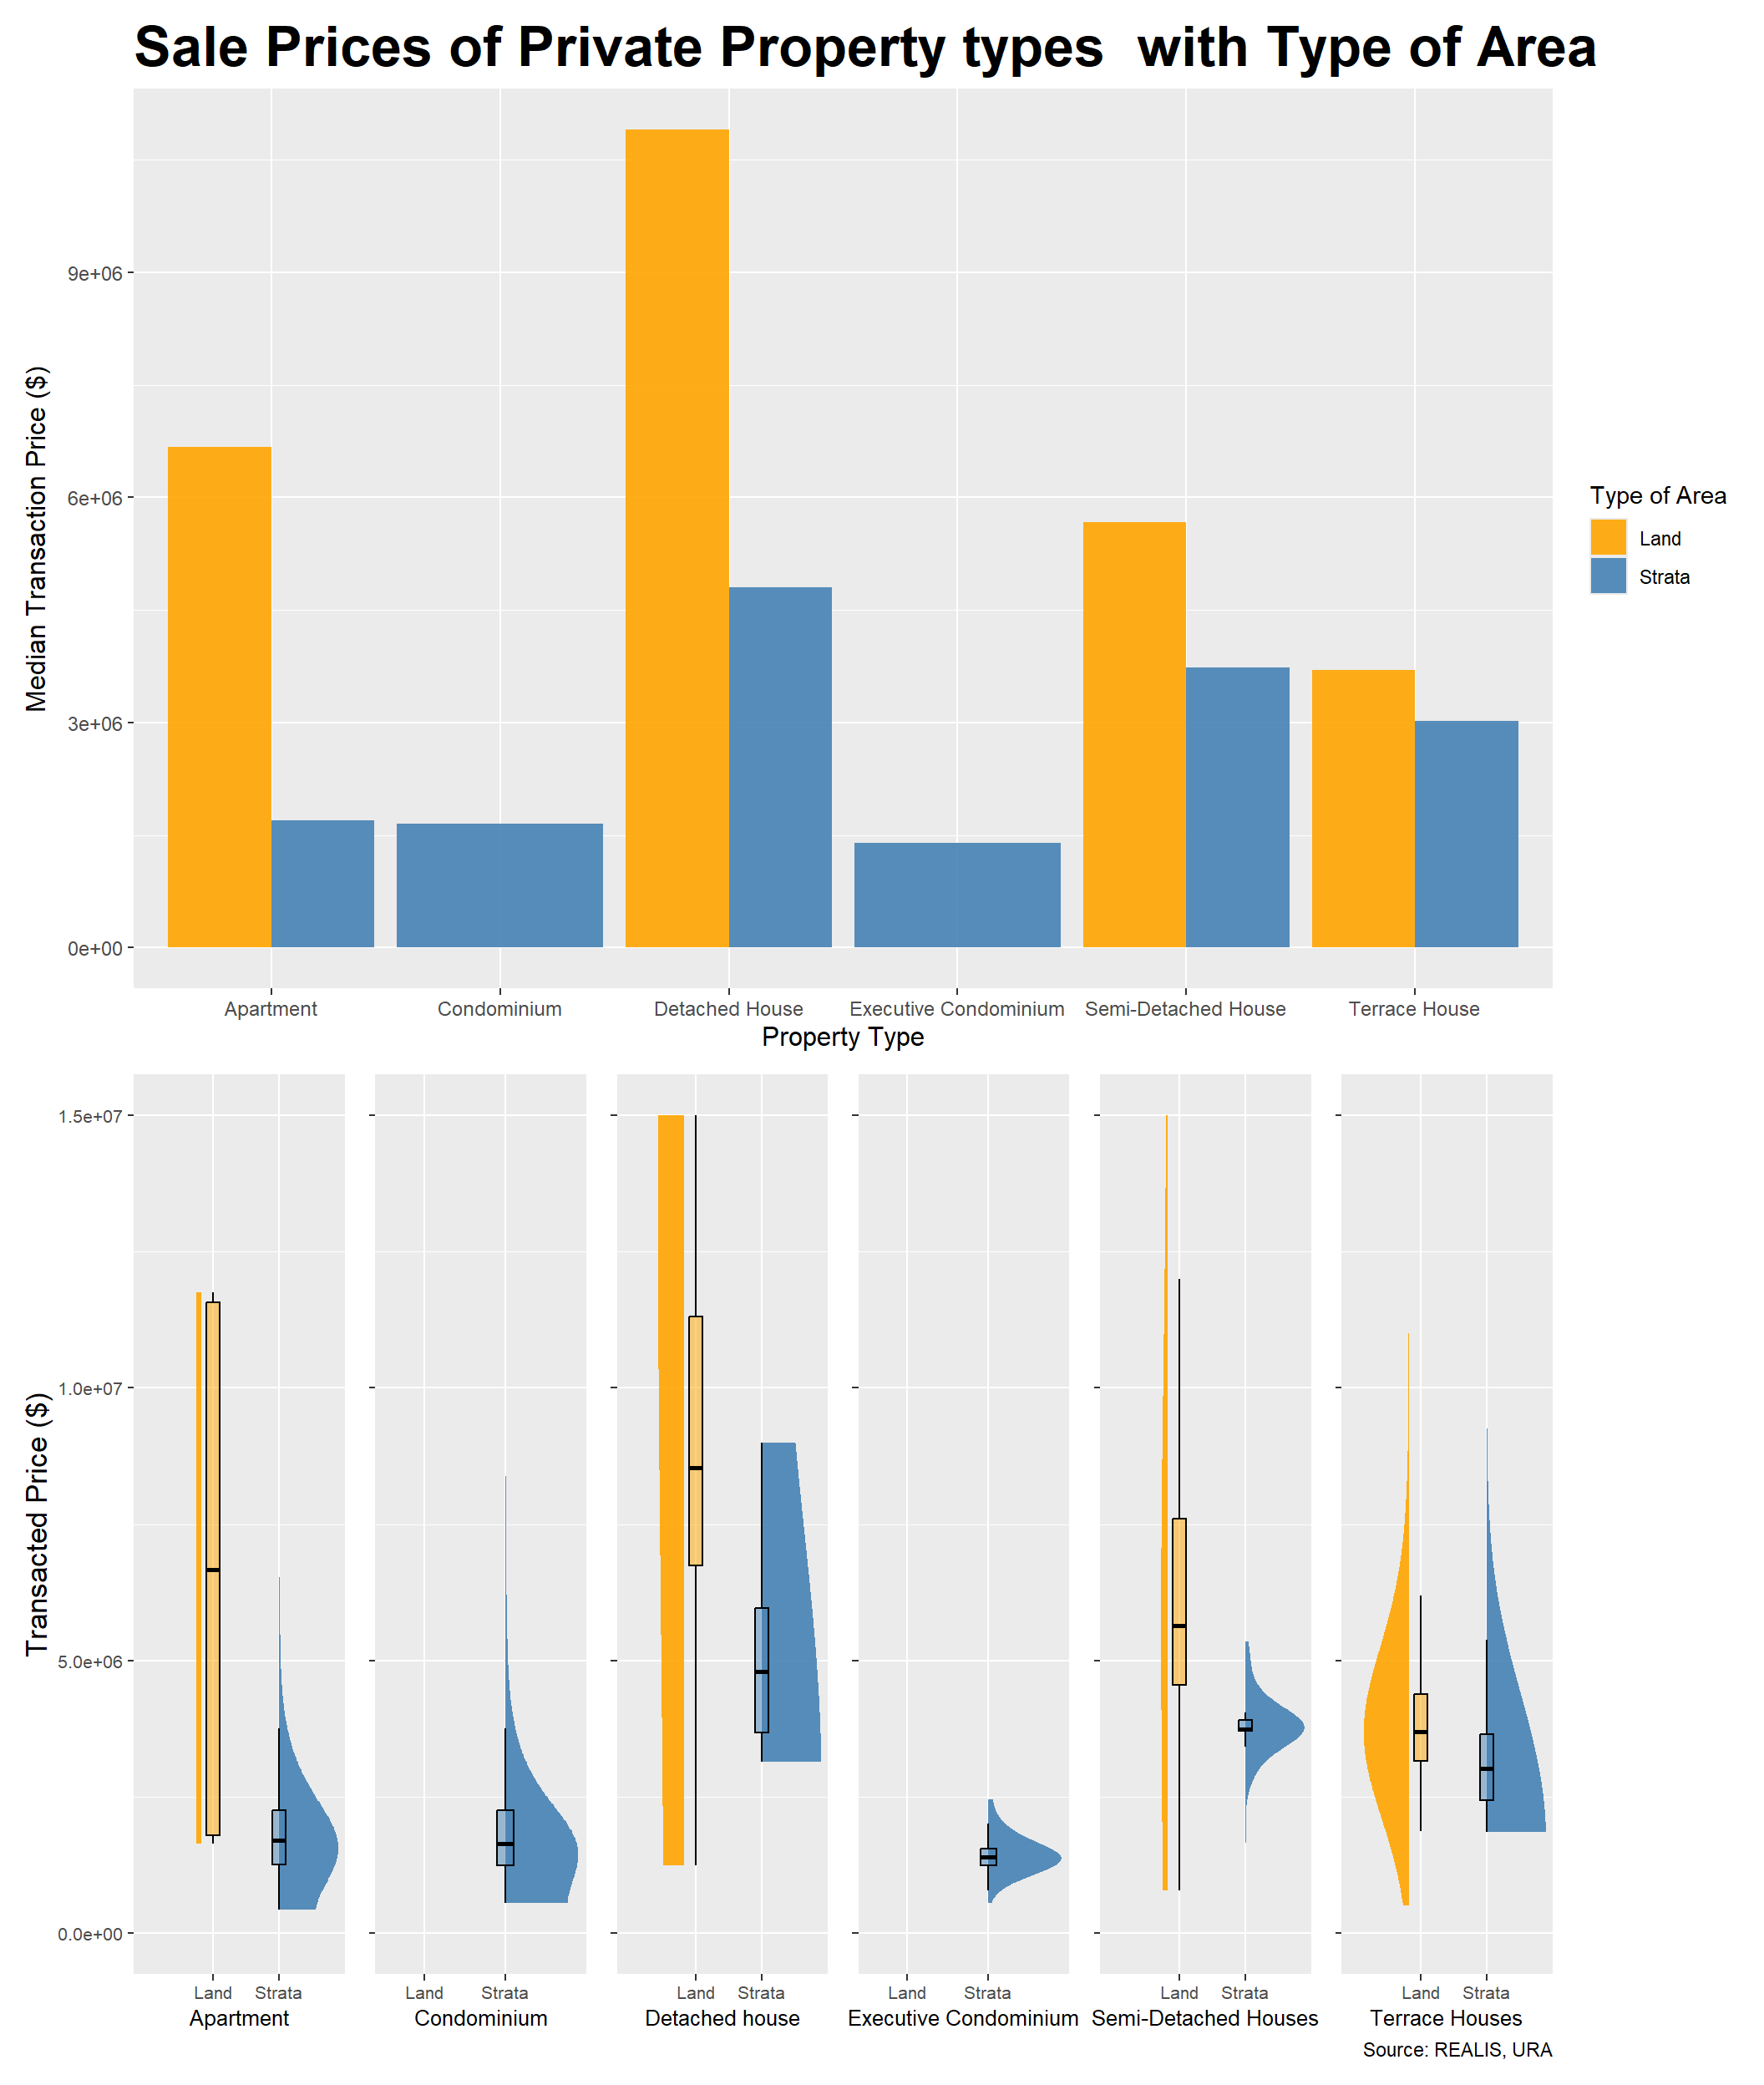 Sale Prices of Private Property types  with Type of Area
Median Transaction Price ($)
9e+06
6e+06
3e+06
0e+00
Apartment
Condominium
Detached House
Executive Condominium
Semi-Detached House
Terrace House
Property Type
Type of Area
Land
Strata
Transacted Price ($)
1.5e+07
1.0e+07
5.0e+06
0.0e+00
Land Strata
Land Strata
Land Strata
Land Strata
Land Strata
Land Strata
Apartment
Condominium
Detached house
Executive Condominium
Semi-Detached Houses
Terrace Houses
Source: REALIS, URA